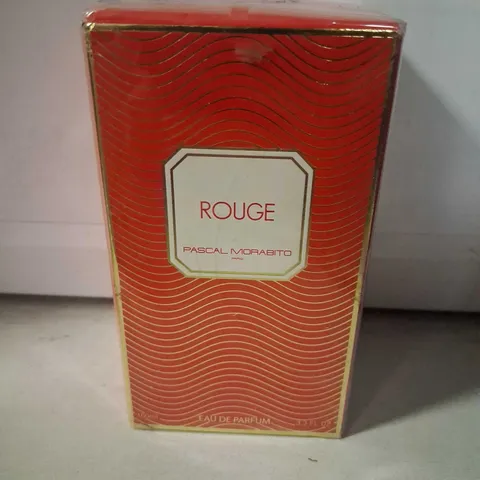 ROUGE
PASCAL MORABITO
EAU DE PARFUM